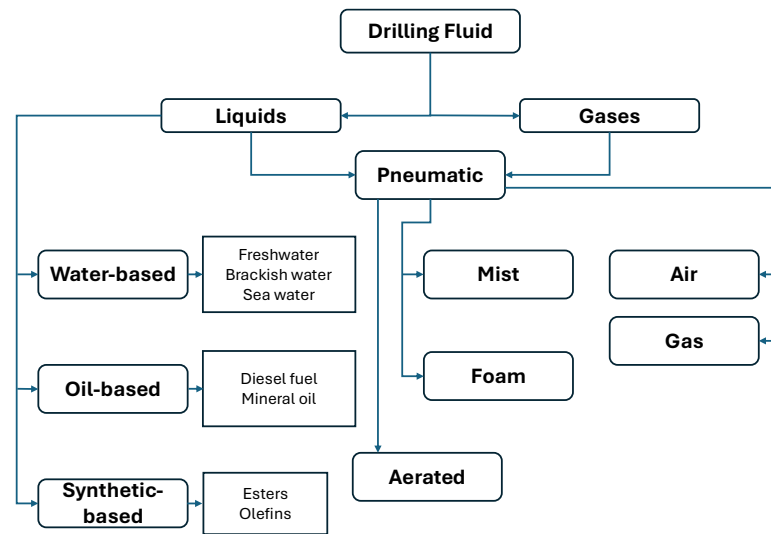 Drilling Fluid
Liquids
Gases
Pneumatic
Water-based
Freshwater
Brackish water
Sea water
Mist
Air
Gas
Oil-based
Diesel fuel
Mineral oil
Foam
Aerated
Synthetic-
based
Esters
Olefins